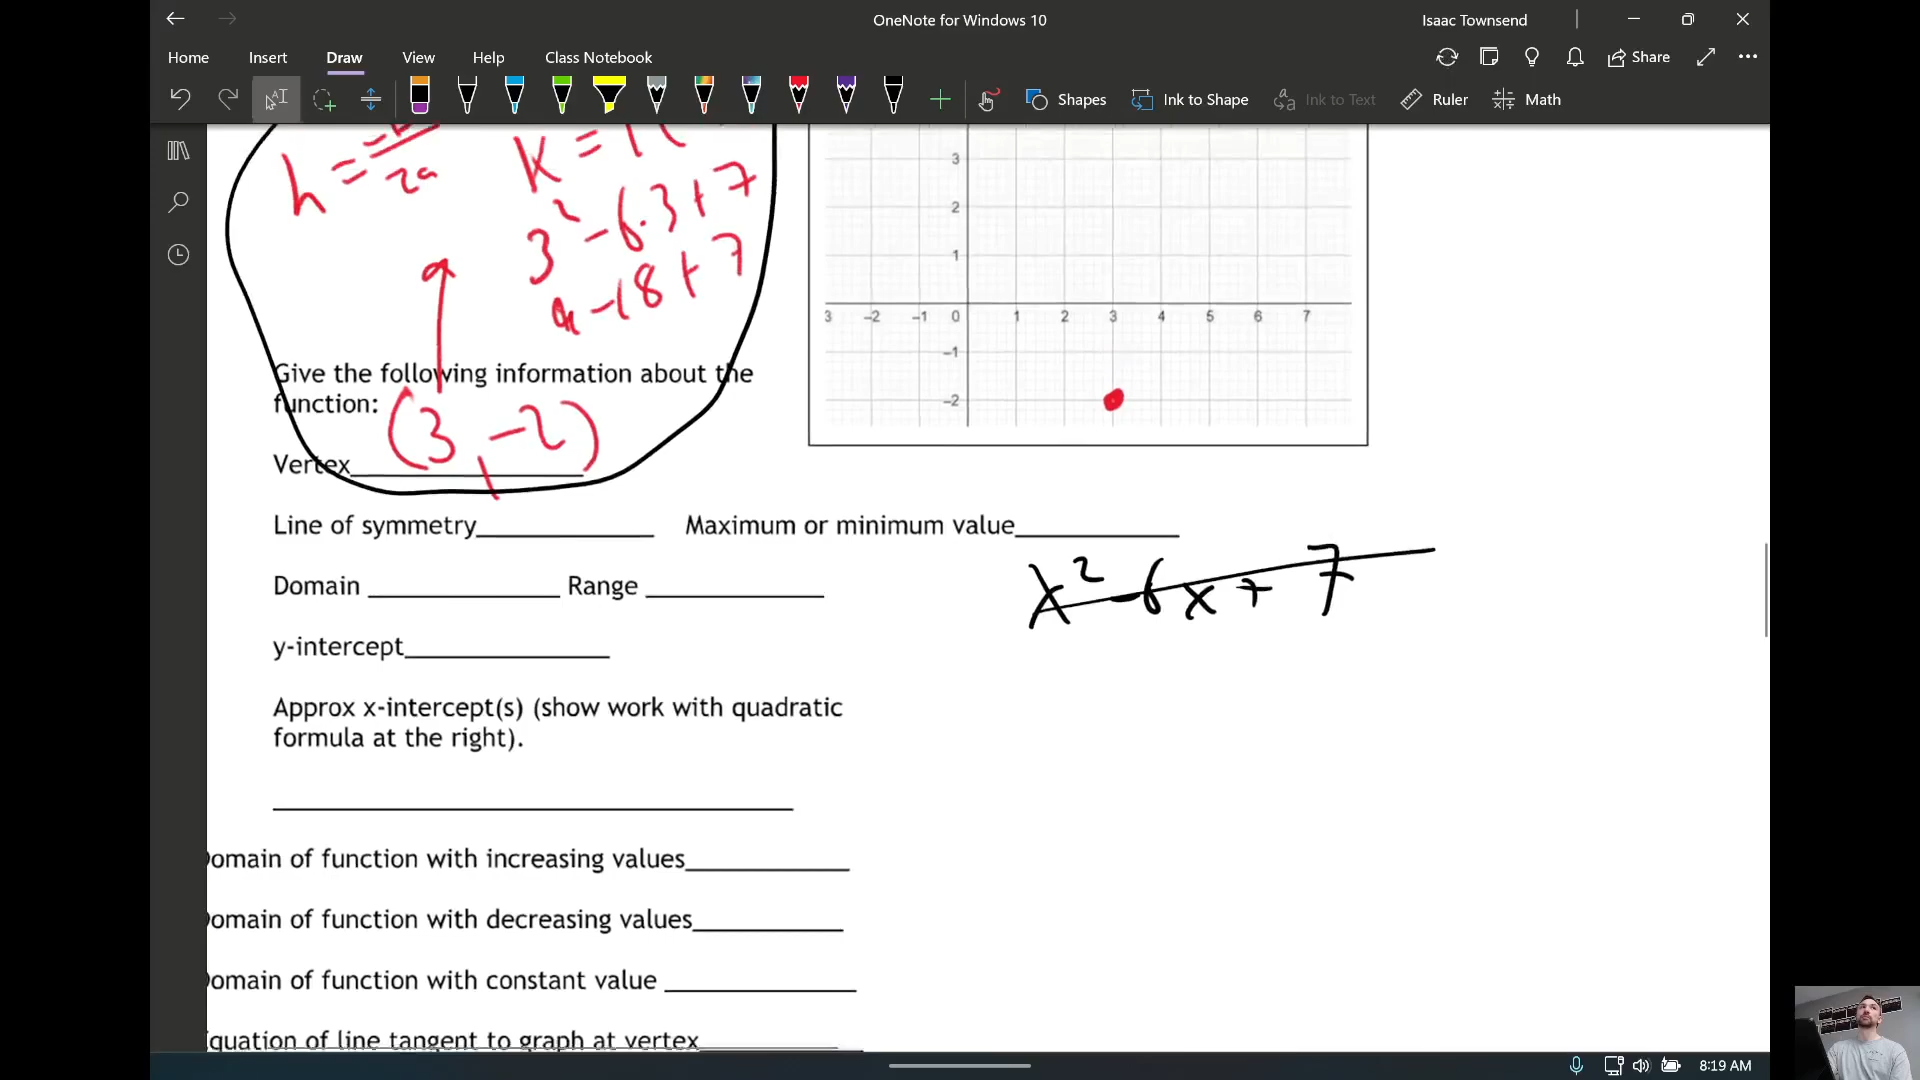 OneNote for Windows 10
Isaac Townsend
Home Insert Draw View Help Class Notebook
Share
Shapes Ink to Shape Ink to Text Ruler Math
h = -b/2a
k =
3² - 6·3 + 7
9 - 18 + 7
3
2
1
3 -2 -1 0 1 2 3 4 5 6 7
-1
-2
Give the following information about the
function:
Vertex (3, -2)
Line of symmetry Maximum or minimum value
x² - 6x + 7
Domain Range
y-intercept
Approx x-intercept(s) (show work with quadratic
formula at the right).
omain of function with increasing values
omain of function with decreasing values
omain of function with constant value
quation of line tangent to graph at vertex
8:19 AM